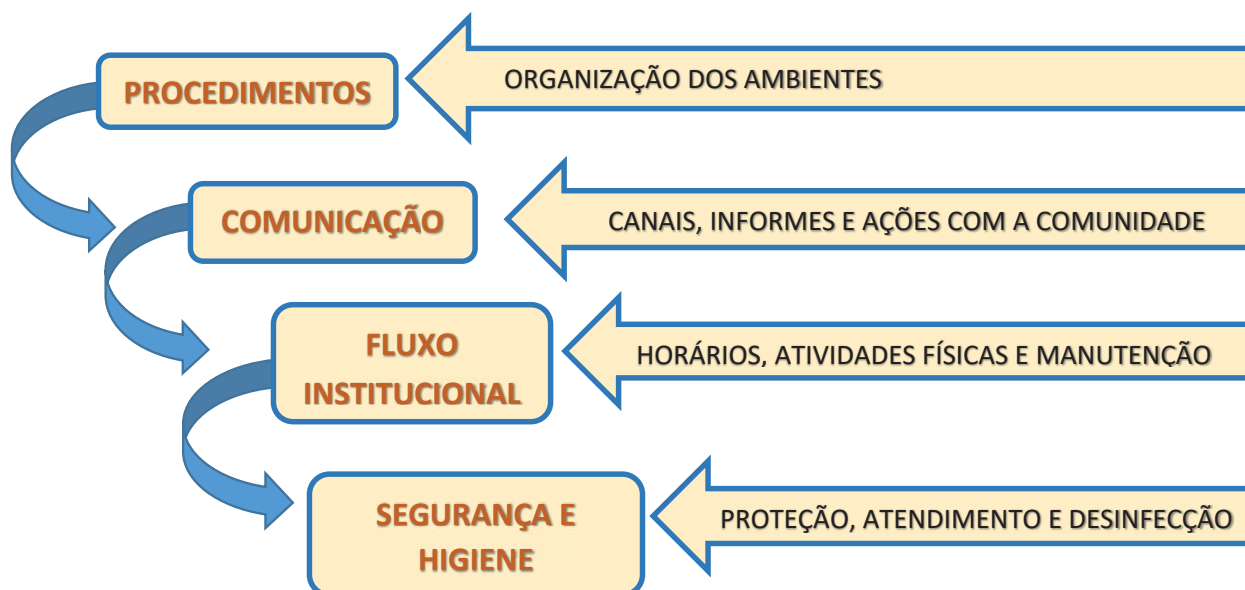 PROCEDIMENTOS
ORGANIZAÇÃO DOS AMBIENTES
COMUNICAÇÃO
CANAIS, INFORMES E AÇÕES COM A COMUNIDADE
FLUXO
INSTITUCIONAL
HORÁRIOS, ATIVIDADES FÍSICAS E MANUTENÇÃO
SEGURANÇA E
HIGIENE
PROTEÇÃO, ATENDIMENTO E DESINFECÇÃO